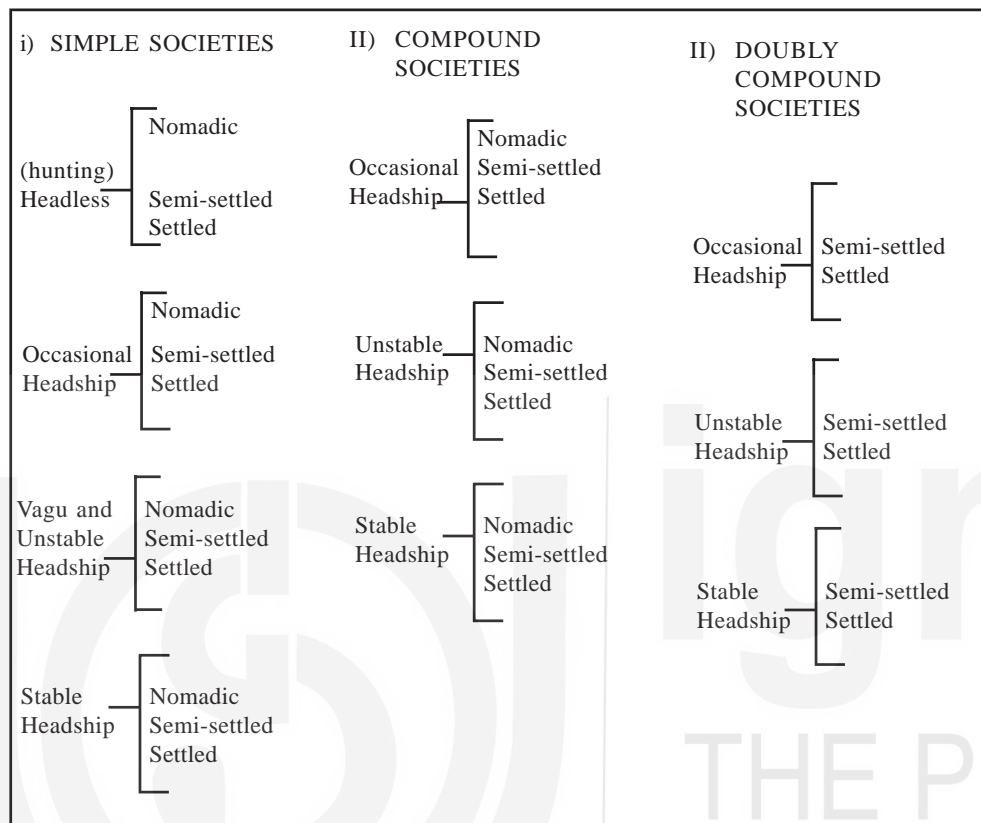 i) SIMPLE SOCIETIES
Nomadic
(hunting)
Headless
Semi-settled
Settled
Nomadic
Occasional
Headship
Semi-settled
Settled
Vagu and
Unstable
Headship
Nomadic
Semi-settled
Settled
Stable
Headship
Nomadic
Semi-settled
Settled
II) COMPOUND
SOCIETIES
Occasional
Headship
Nomadic
Semi-settled
Settled
Unstable
Headship
Nomadic
Semi-settled
Settled
Stable
Headship
Nomadic
Semi-settled
Settled
II) DOUBLY
COMPOUND
SOCIETIES
Occasional
Headship
Semi-settled
Settled
Unstable
Headship
Semi-settled
Settled
Stable
Headship
Semi-settled
Settled
THE P